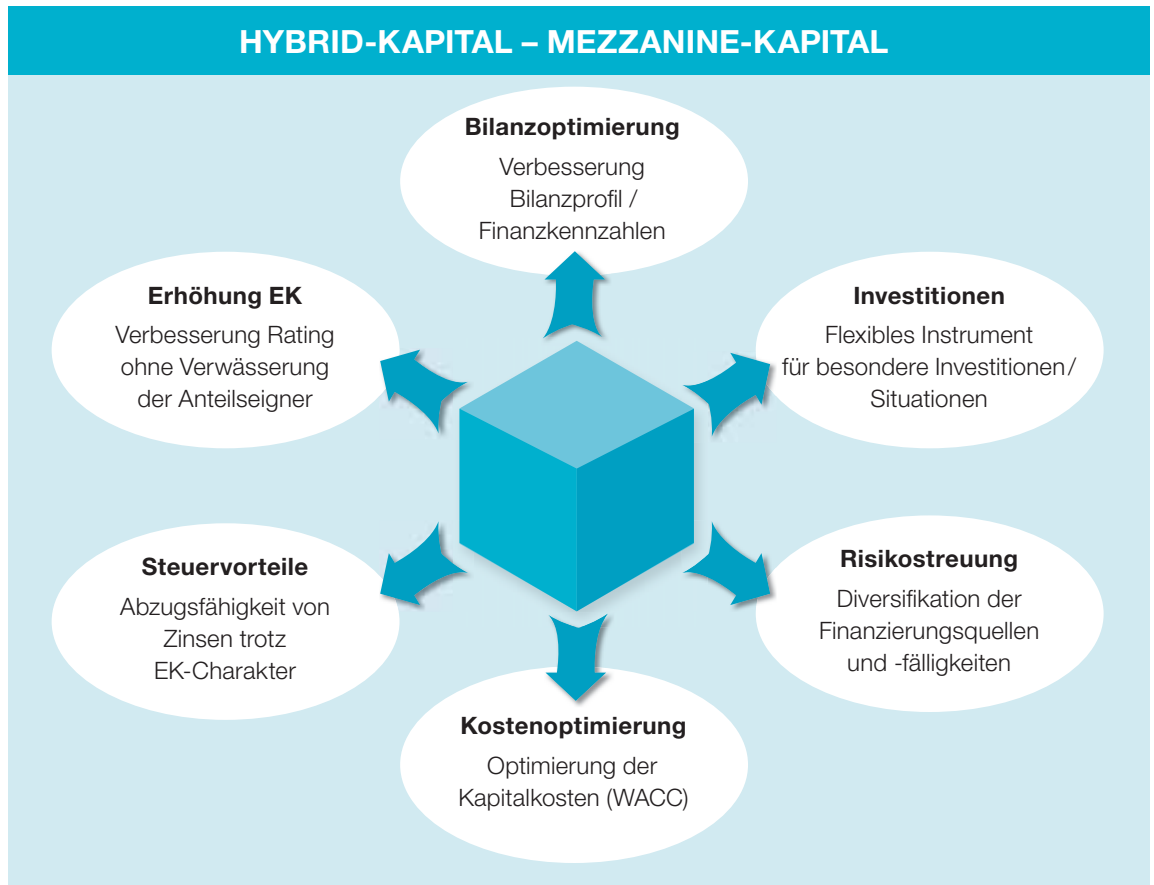 HYBRID-KAPITAL – MEZZANINE-KAPITAL
Bilanzoptimierung
Verbesserung
Bilanzprofil /
Finanzkennzahlen
Erhöhung EK
Verbesserung Rating
ohne Verwässerung
der Anteilseigner
Investitionen
Flexibles Instrument
für besondere Investitionen/
Situationen
Steuervorteile
Abzugsfähigkeit von
Zinsen trotz
EK-Charakter
Risikostreuung
Diversifikation der
Finanzierungsquellen
und -fälligkeiten
Kostenoptimierung
Optimierung der
Kapitalkosten (WACC)